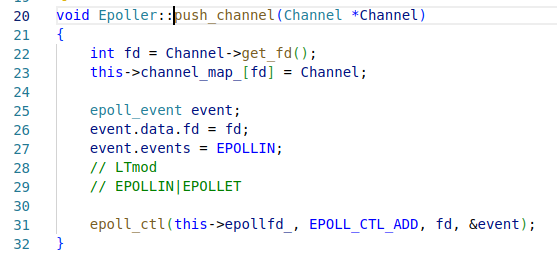 20 void Epoller::push_channel(Channel *Channel)
21 {
22     int fd = Channel->get_fd();
23     this->channel_map_[fd] = Channel;
24
25     epoll_event event;
26     event.data.fd = fd;
27     event.events = EPOLLIN;
28     // LTmod
29     // EPOLLIN|EPOLLET
30
31     epoll_ctl(this->epollfd_, EPOLL_CTL_ADD, fd, &event);
32 }